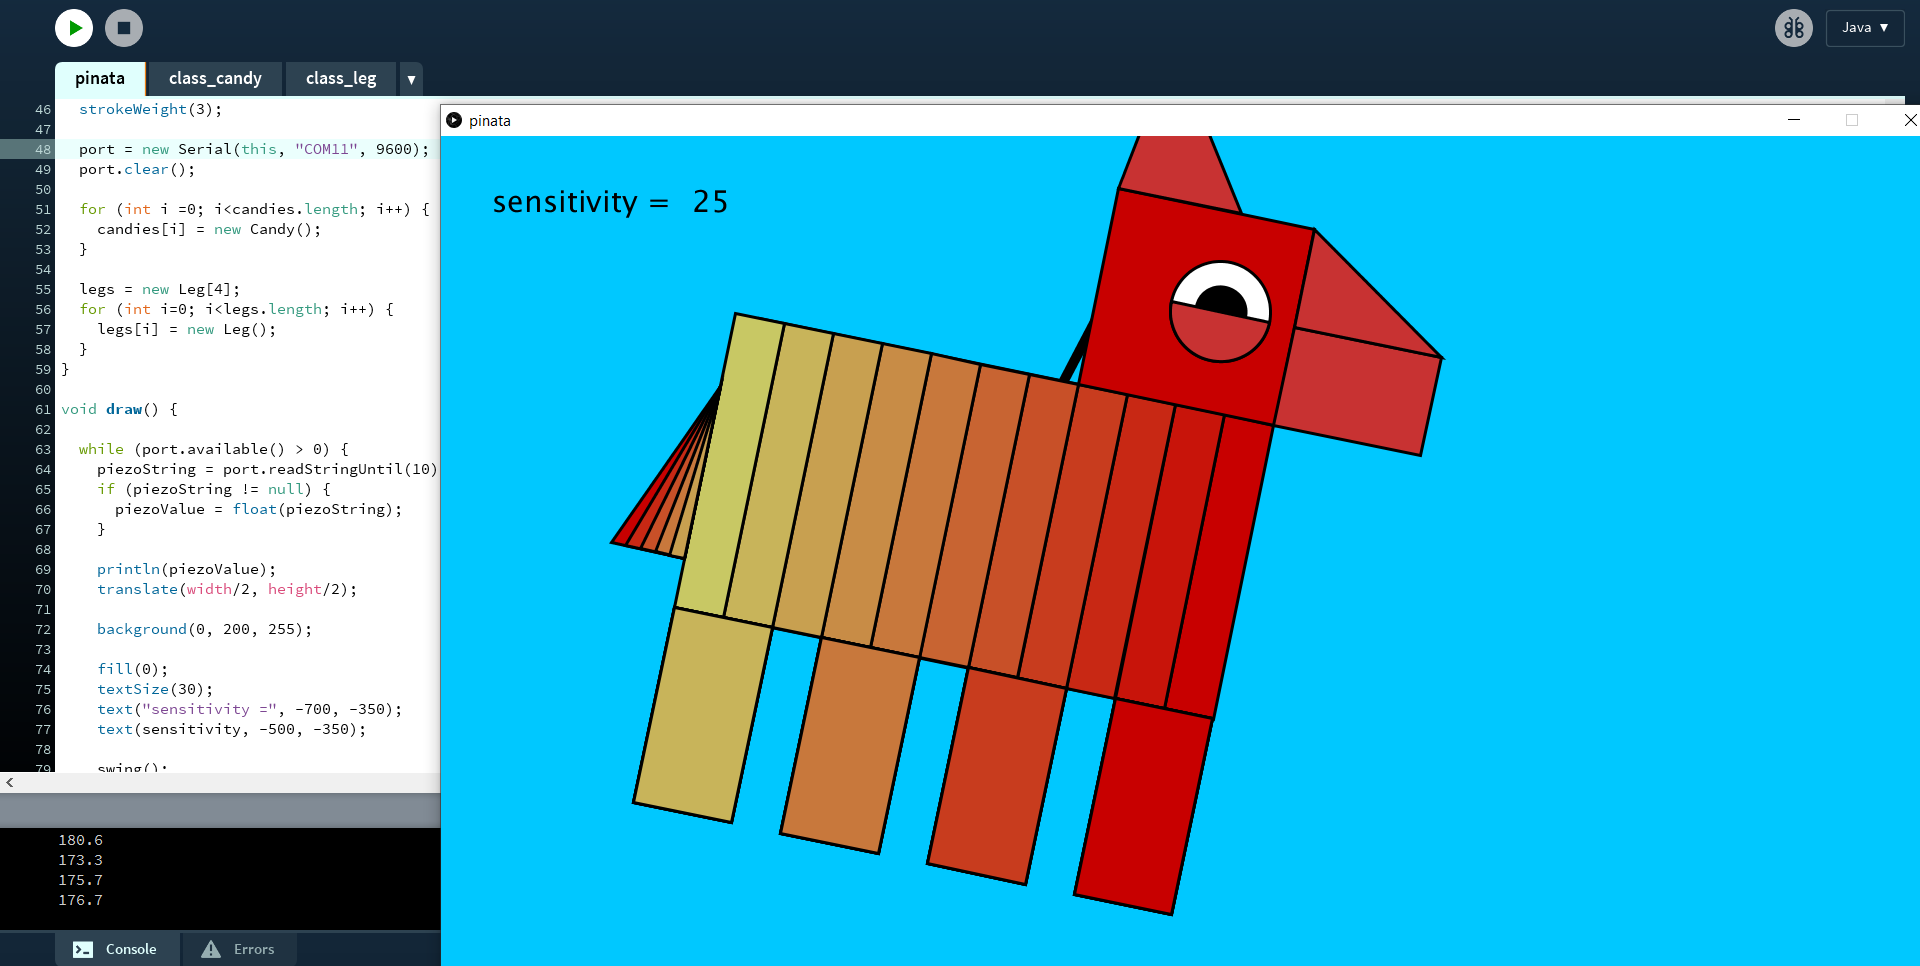 Java ▼
pinata class_candy class_leg ▼
46 strokeWeight(3);
47
48 port = new Serial(this, "COM11", 9600);
49 port.clear();
50
51 for (int i =0; i<candies.length; i++) {
52 candies[i] = new Candy();
53 }
54
55 legs = new Leg[4];
56 for (int i=0; i<legs.length; i++) {
57 legs[i] = new Leg();
58 }
59 }
60
61 void draw() {
62
63 while (port.available() > 0) {
64 piezoString = port.readStringUntil(10)
65 if (piezoString != null) {
66 piezoValue = float(piezoString);
67 }
68
69 println(piezoValue);
70 translate(width/2, height/2);
71
72 background(0, 200, 255);
73
74 fill(0);
75 textSize(30);
76 text("sensitivity =", -700, -350);
77 text(sensitivity, -500, -350);
78
79 swing();
180.6
173.3
175.7
176.7
Console Errors
pinata
sensitivity = 25